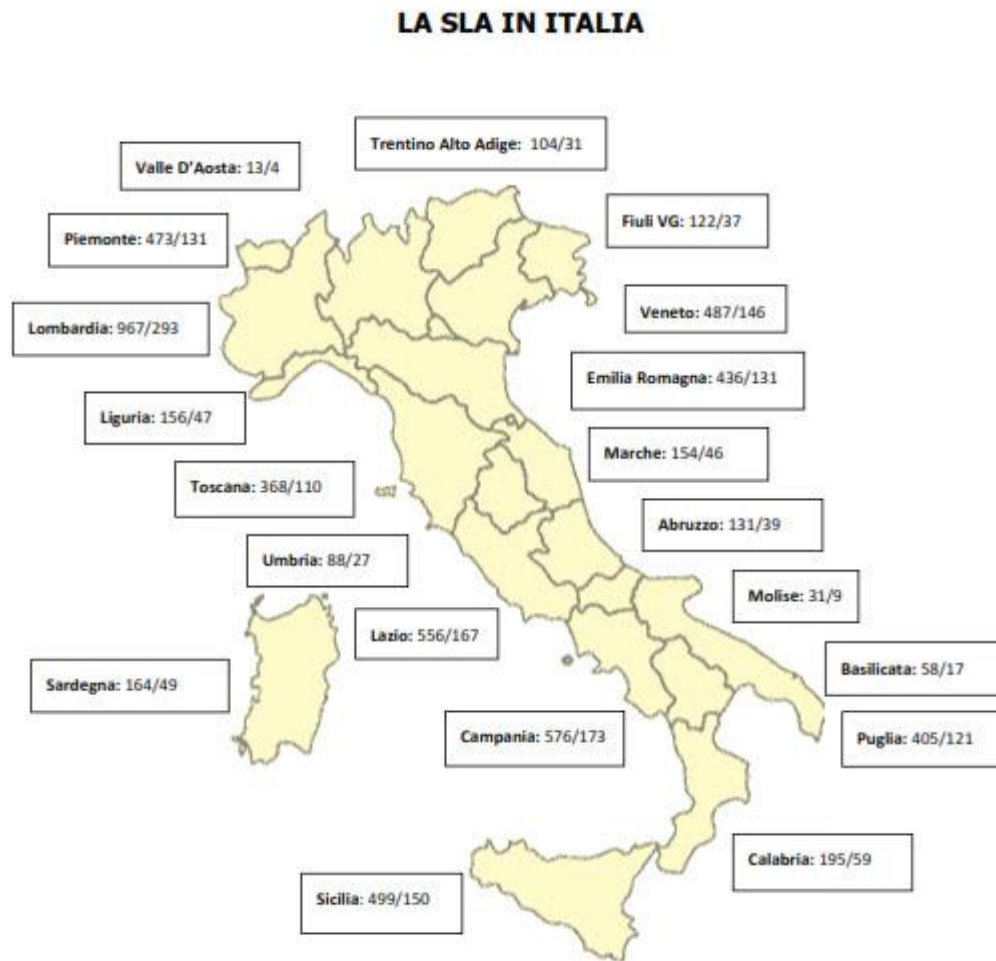 LA SLA IN ITALIA
Trentino Alto Adige: 104/31
Valle D'Aosta: 13/4
Fiuli VG: 122/37
Piemonte: 473/131
Veneto: 487/146
Lombardia: 967/293
Emilia Romagna: 436/131
Liguria: 156/47
Marche: 154/46
Toscana: 368/110
Abruzzo: 131/39
Umbria: 88/27
Molise: 31/9
Lazio: 556/167
Basilicata: 58/17
Sardegna: 164/49
Campania: 576/173
Puglia: 405/121
Calabria: 195/59
Sicilia: 499/150